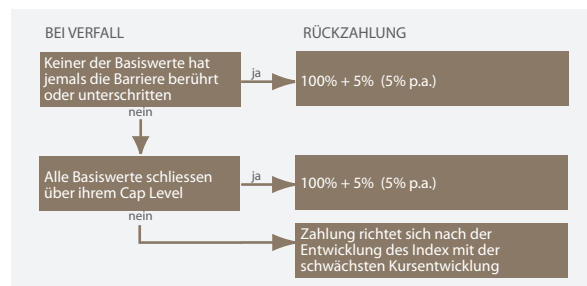 BEI VERFALL
RÜCKZAHLUNG
Keiner der Basiswerte hat
jemals die Barriere berührt
oder unterschritten
ja
100% + 5% (5% p.a.)
nein
Alle Basiswerte schliessen
über ihrem Cap Level
ja
100% + 5% (5% p.a.)
nein
Zahlung richtet sich nach der
Entwicklung des Index mit der
schwächsten Kursentwicklung